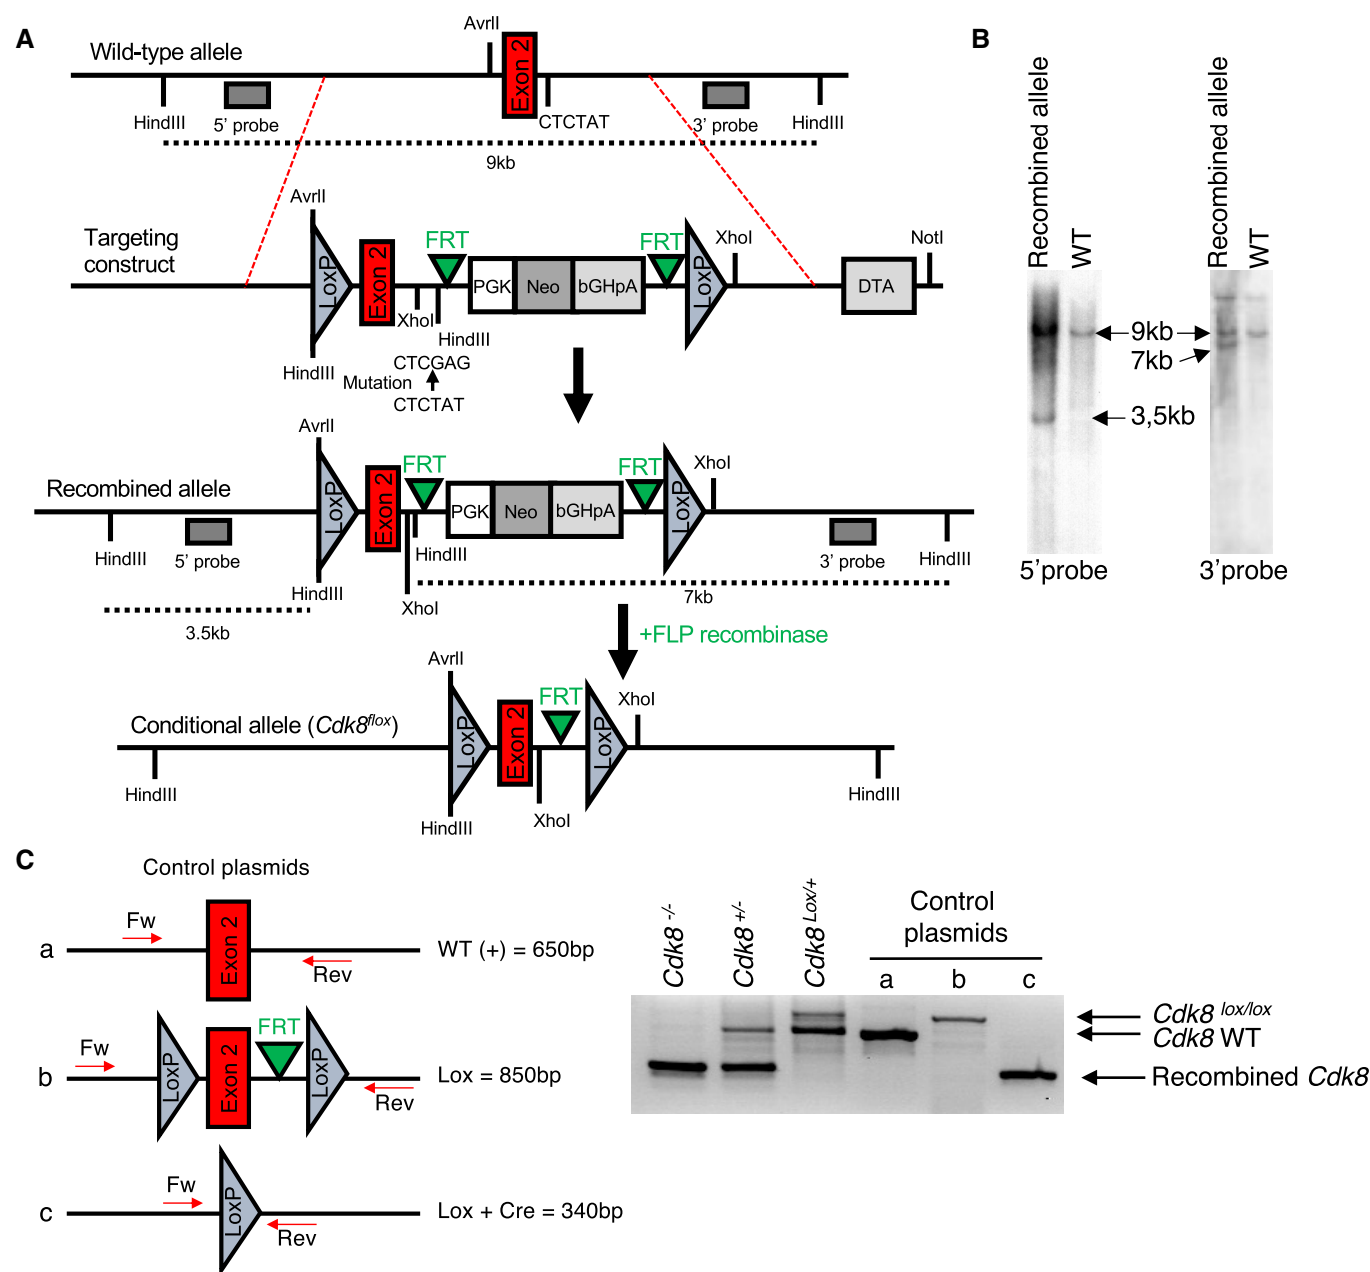 A
Wild-type allele
AvrII
Exon 2
HindIII
5' probe
CTCTAT
3' probe
HindIII
9kb
Targeting
construct
AvrII
LoxP
Exon 2
FRT
PGK
Neo
bGHpA
FRT
LoxP
XhoI
DTA
NotI
XhoI
HindIII
HindIII
CTCGAG
Mutation
CTCTAT
Recombined allele
AvrII
LoxP
Exon 2
FRT
PGK
Neo
bGHpA
FRT
LoxP
XhoI
HindIII
5' probe
HindIII
HindIII
XhoI
3' probe
HindIII
3.5kb
7kb
+FLP recombinase
Conditional allele (Cdk8flox)
AvrII
LoxP
Exon 2
FRT
LoxP
XhoI
HindIII
HindIII
XhoI
HindIII
B
Recombined allele
WT
Recombined allele
WT
9kb
7kb
3,5kb
5'probe
3'probe
C
Control plasmids
a
Fw
Exon 2
Rev
WT (+) = 650bp
b
Fw
LoxP
Exon 2
FRT
LoxP
Rev
Lox = 850bp
c
Fw
LoxP
Rev
Lox + Cre = 340bp
Cdk8 -/-
Cdk8 +/-
Cdk8 Lox/+
Control
plasmids
a
b
c
Cdk8 lox/lox
Cdk8 WT
Recombined Cdk8